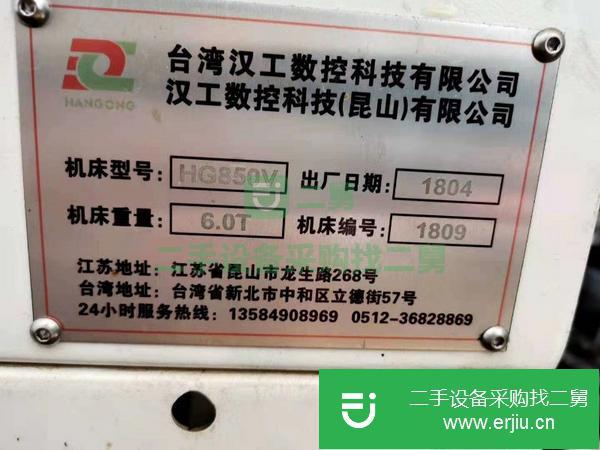 HANGONG
台湾汉工数控科技有限公司
汉工数控科技(昆山)有限公司
机床型号: HG850V 出厂日期: 1804
机床重量: 6.0T 机床编号: 1809
二舅
二手设备采购找二舅
江苏地址: 江苏省昆山市龙生路268号
台湾地址: 台湾省新北市中和区立德街57号
24小时服务热线: 13584908969 0512-36828869
二手设备采购找二舅
www.erjiu.cn